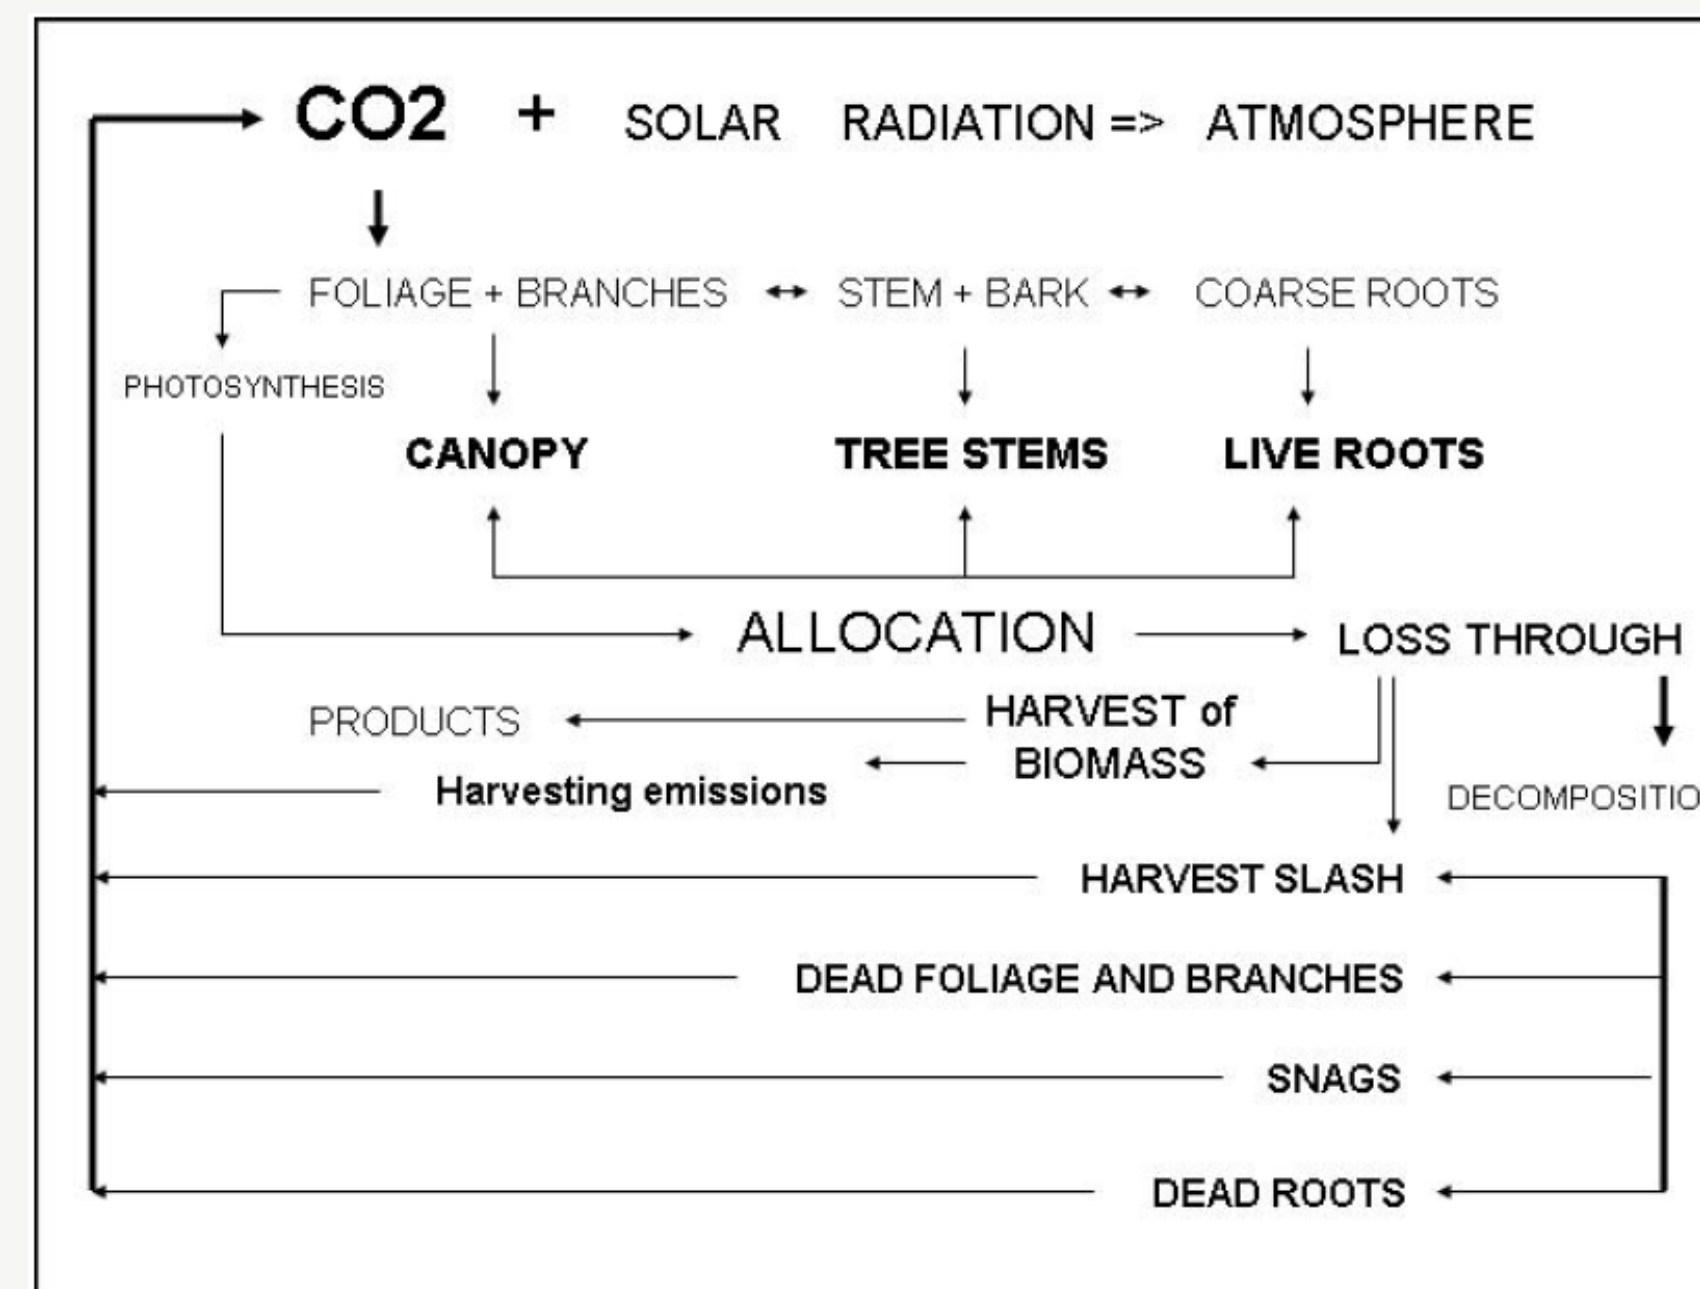 CO2 + SOLAR RADIATION => ATMOSPHERE
FOLIAGE + BRANCHES STEM + BARK COARSE ROOTS
PHOTOSYNTHESIS
CANOPY TREE STEMS LIVE ROOTS
ALLOCATION LOSS THROUGH
PRODUCTS HARVEST of
BIOMASS
Harvesting emissions DECOMPOSITIO
HARVEST SLASH
DEAD FOLIAGE AND BRANCHES
SNAGS
DEAD ROOTS